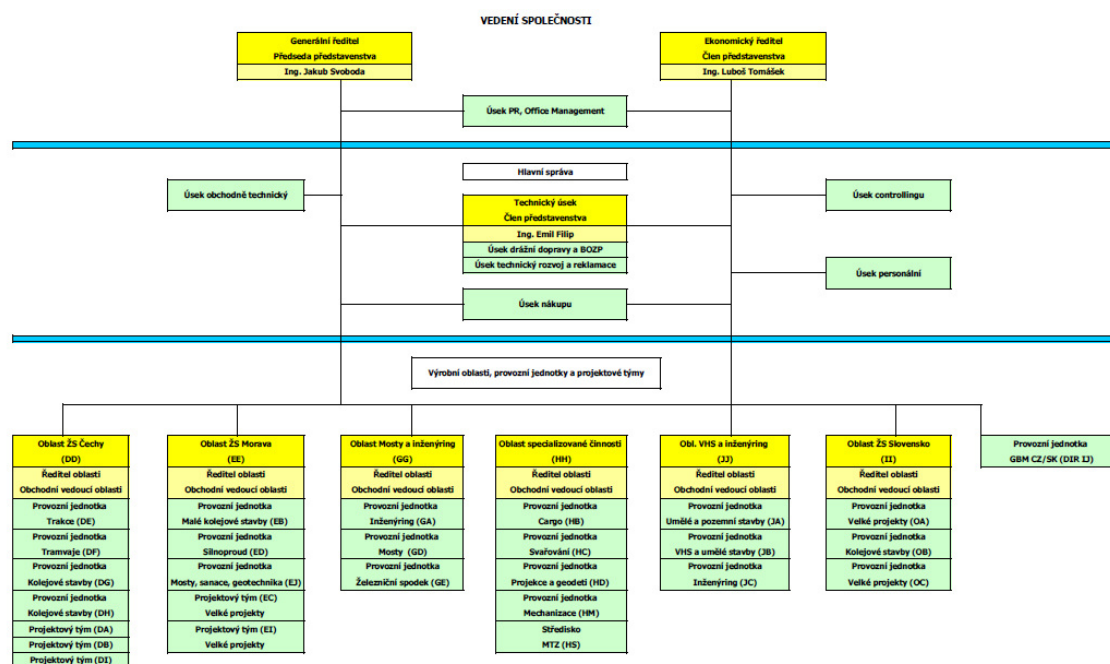 VEDENÍ SPOLEČNOSTI
Generální ředitel
Předseda představenstva
Ing. Jakub Svoboda
Ekonomický ředitel
Člen představenstva
Ing. Luboš Tomášek
Úsek PR, Office Management
Hlavní správa
Úsek obchodně technický
Technický úsek
Člen představenstva
Ing. Emil Filip
Úsek drážní dopravy a BOZP
Úsek technický rozvoj a reklamace
Úsek controllingu
Úsek personální
Úsek nákupu
Výrobní oblasti, provozní jednotky a projektové týmy
Oblast ŽS Čechy
(DD)
Ředitel oblasti
Obchodní vedoucí oblasti
Provozní jednotka
Trakce (DE)
Provozní jednotka
Tramvaje (DF)
Provozní jednotka
Kolejové stavby (DG)
Provozní jednotka
Kolejové stavby (DH)
Projektový tým (DA)
Projektový tým (DB)
Projektový tým (DI)
Oblast ŽS Morava
(EE)
Ředitel oblasti
Obchodní vedoucí oblasti
Provozní jednotka
Malé kolejové stavby (EB)
Provozní jednotka
Silnoproud (ED)
Provozní jednotka
Mosty, sanace, geotechnika (EJ)
Projektový tým (EC)
Velké projekty
Projektový tým (EI)
Velké projekty
Oblast Mosty a inženýring
(GG)
Ředitel oblasti
Obchodní vedoucí oblasti
Provozní jednotka
Inženýring (GA)
Provozní jednotka
Mosty (GD)
Provozní jednotka
Železniční spodek (GE)
Oblast specializované činnosti
(HH)
Ředitel oblasti
Obchodní vedoucí oblasti
Provozní jednotka
Cargo (HB)
Provozní jednotka
Svařování (HC)
Provozní jednotka
Projekce a geodeti (HD)
Provozní jednotka
Mechanizace (HM)
Středisko
MTZ (HS)
Obl. VHS a inženýring
(JJ)
Ředitel oblasti
Obchodní vedoucí oblasti
Provozní jednotka
Umělé a pozemní stavby (JA)
Provozní jednotka
VHS a umělé stavby (JB)
Provozní jednotka
Inženýring (JC)
Oblast ŽS Slovensko
(II)
Ředitel oblasti
Obchodní vedoucí oblasti
Provozní jednotka
Velké projekty (OA)
Provozní jednotka
Kolejové stavby (OB)
Provozní jednotka
Velké projekty (OC)
Provozní jednotka
GBM CZ/SK (DIR IJ)